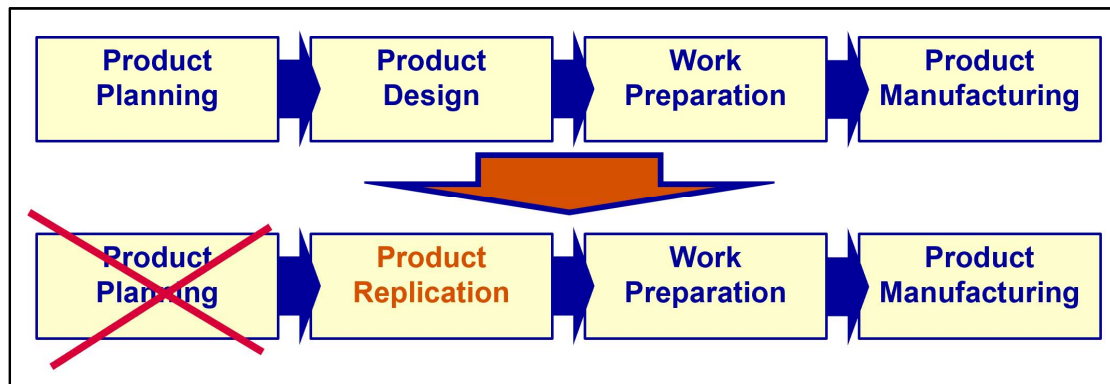 Product
Planning
Product
Design
Work
Preparation
Product
Manufacturing
Product
Planning
Product
Replication
Work
Preparation
Product
Manufacturing